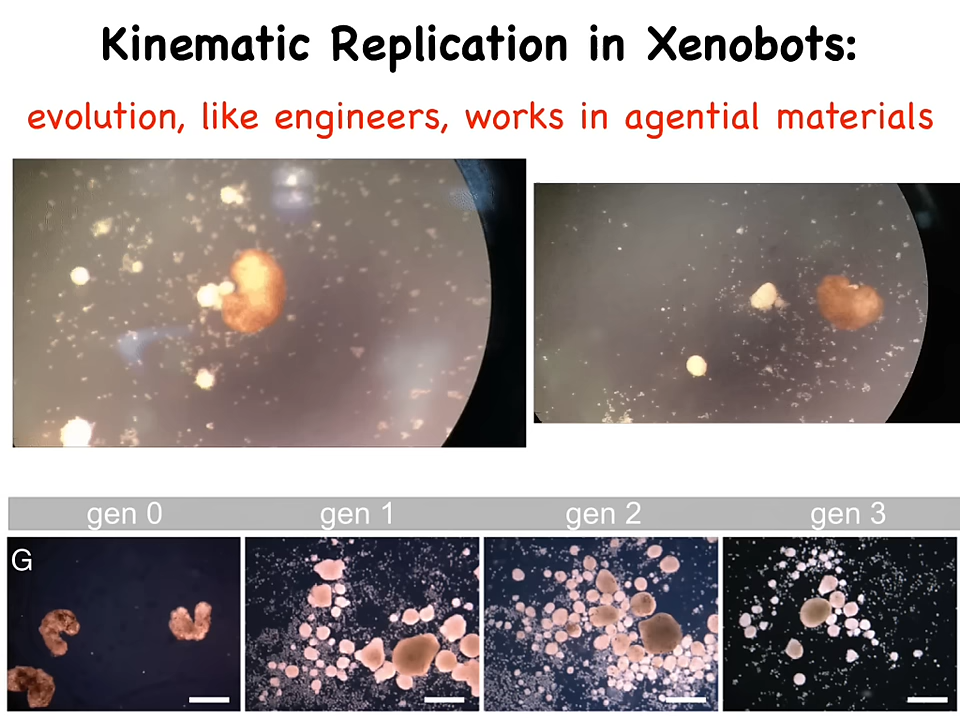 Kinematic Replication in Xenobots:
evolution, like engineers, works in agential materials
gen 0 gen 1 gen 2 gen 3
G